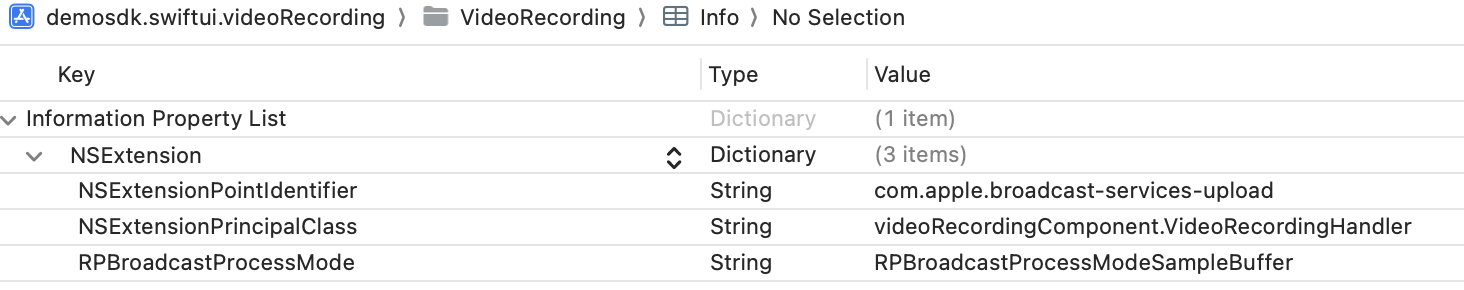 demosdk.swiftui.videoRecording 〉 VideoRecording 〉 Info 〉 No Selection
Key Type Value
Information Property List Dictionary (1 item)
NSExtension Dictionary (3 items)
NSExtensionPointIdentifier String com.apple.broadcast-services-upload
NSExtensionPrincipalClass String videoRecordingComponent.VideoRecordingHandler
RPBroadcastProcessMode String RPBroadcastProcessModeSampleBuffer